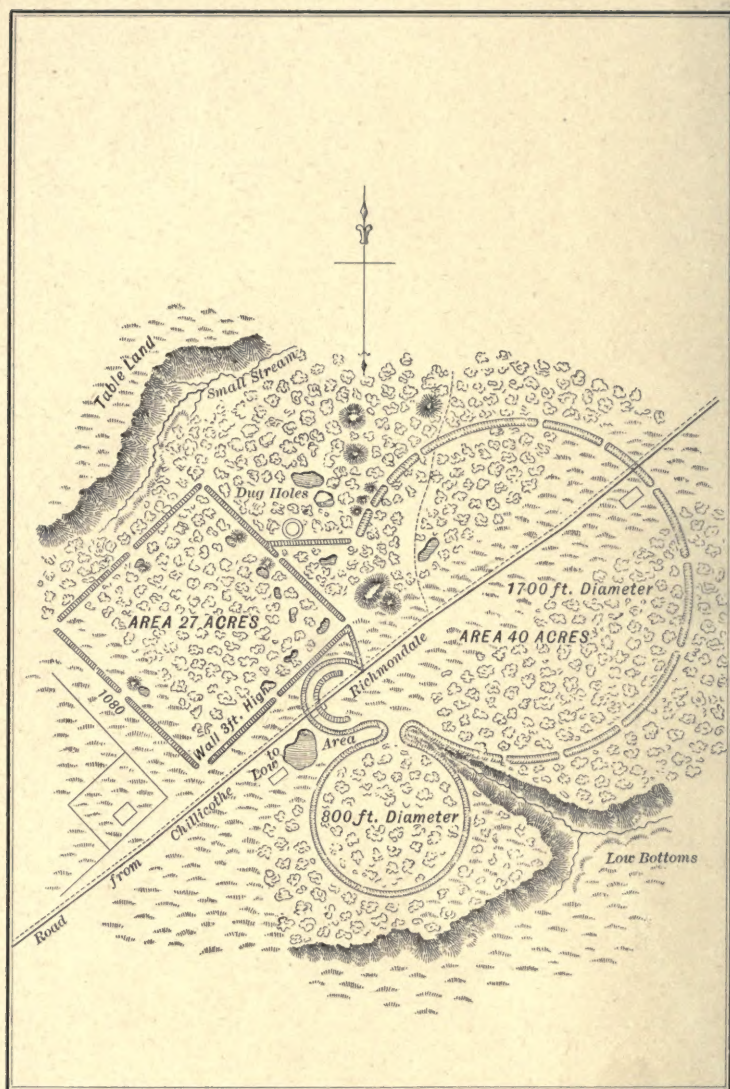 Table Land
Small Stream
Dug Holes
1700 ft. Diameter
AREA 27 ACRES
AREA 40 ACRES
1080
Wall 3ft. High
Road from Chillicothe to Richmondale
Low Area
800 ft. Diameter
Low Bottoms